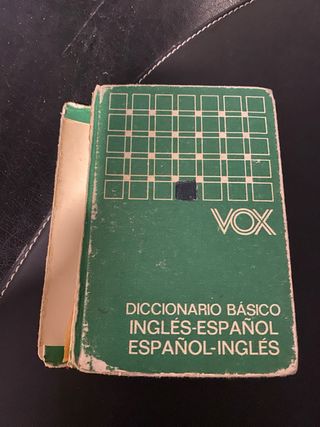 VOX
DICCIONARIO BÁSICO
INGLÉS-ESPAÑOL
ESPAÑOL-INGLÉS